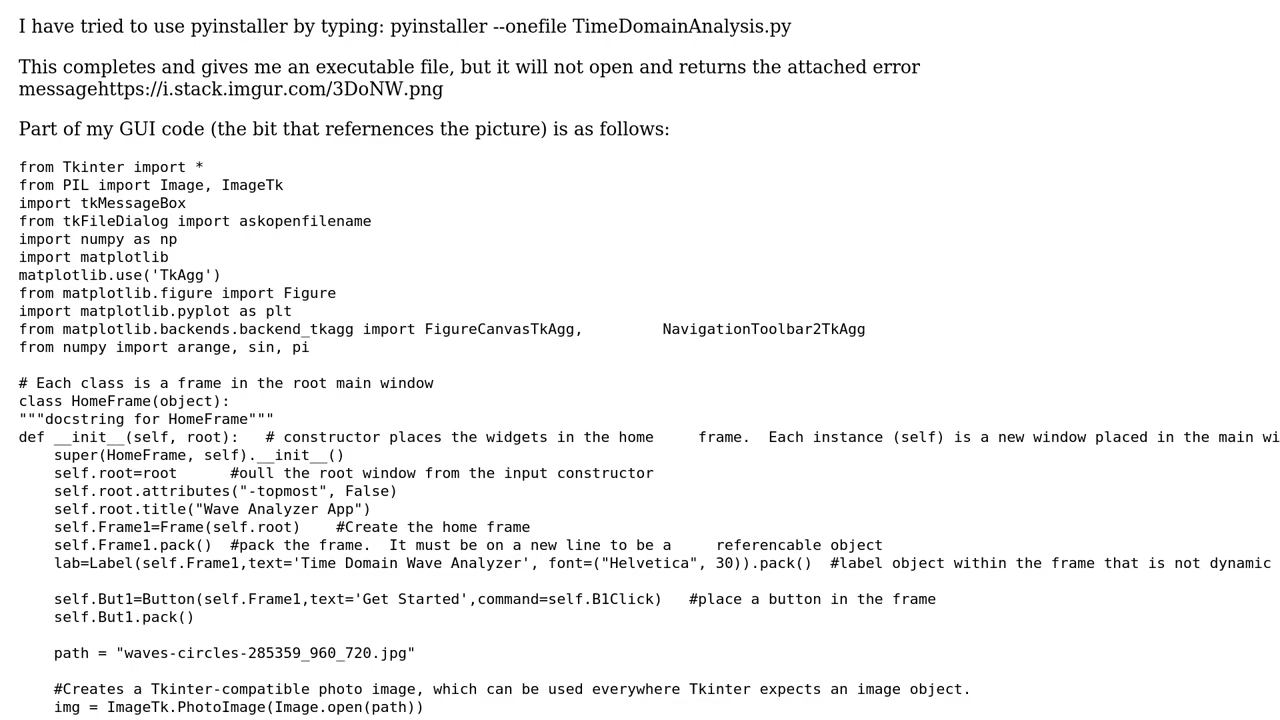 I have tried to use pyinstaller by typing: pyinstaller --onefile TimeDomainAnalysis.py
This completes and gives me an executable file, but it will not open and returns the attached error
messagehttps://i.stack.imgur.com/3DoNW.png
Part of my GUI code (the bit that refernences the picture) is as follows:
from Tkinter import *
from PIL import Image, ImageTk
import tkMessageBox
from tkFileDialog import askopenfilename
import numpy as np
import matplotlib
matplotlib.use('TkAgg')
from matplotlib.figure import Figure
import matplotlib.pyplot as plt
from matplotlib.backends.backend_tkagg import FigureCanvasTkAgg,         NavigationToolbar2TkAgg
from numpy import arange, sin, pi

# Each class is a frame in the root main window
class HomeFrame(object):
"""docstring for HomeFrame"""
def __init__(self, root):   # constructor places the widgets in the home     frame.  Each instance (self) is a new window placed in the main wi
    super(HomeFrame, self).__init__()
    self.root=root      #oull the root window from the input constructor
    self.root.attributes("-topmost", False)
    self.root.title("Wave Analyzer App")
    self.Frame1=Frame(self.root)    #Create the home frame
    self.Frame1.pack()  #pack the frame.  It must be on a new line to be a     referencable object
    lab=Label(self.Frame1,text='Time Domain Wave Analyzer', font=("Helvetica", 30)).pack()  #label object within the frame that is not dynamic

    self.But1=Button(self.Frame1,text='Get Started',command=self.B1Click)   #place a button in the frame
    self.But1.pack()

    path = "waves-circles-285359_960_720.jpg"

    #Creates a Tkinter-compatible photo image, which can be used everywhere Tkinter expects an image object.
    img = ImageTk.PhotoImage(Image.open(path))